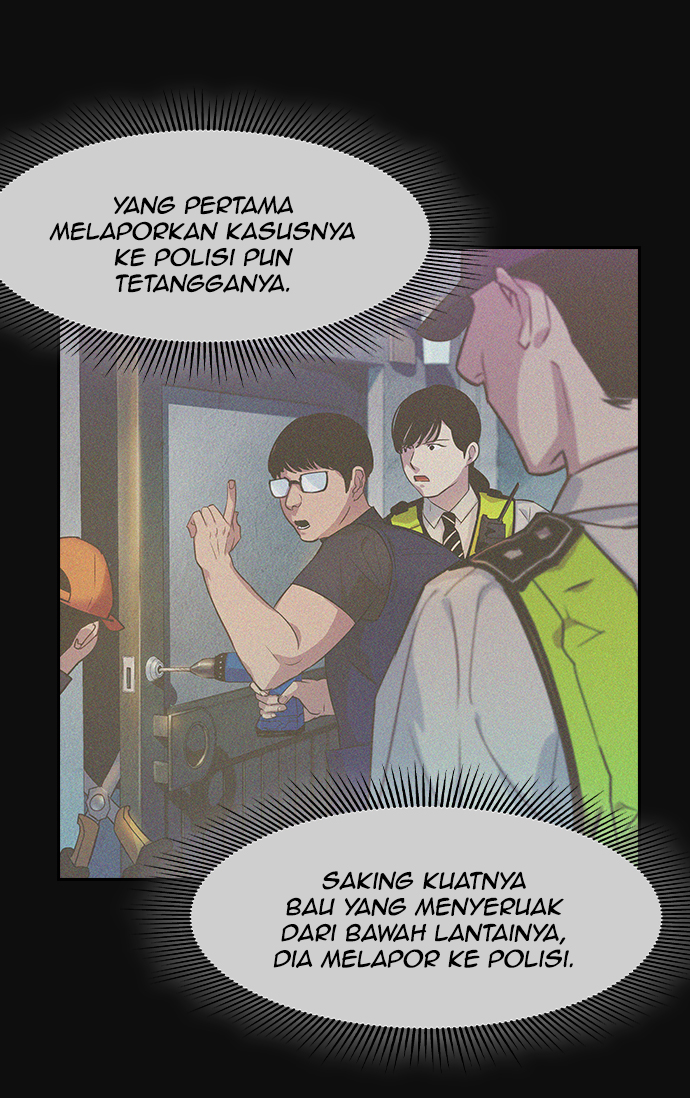 YANG PERTAMA
MELAPORKAN KASUSNYA
KE POLISI PUN
TETANGGANYA.
SAKING KUATNYA
BAU YANG MENYERUAK
DARI BAWAH LANTAINYA,
DIA MELAPOR KE POLISI.